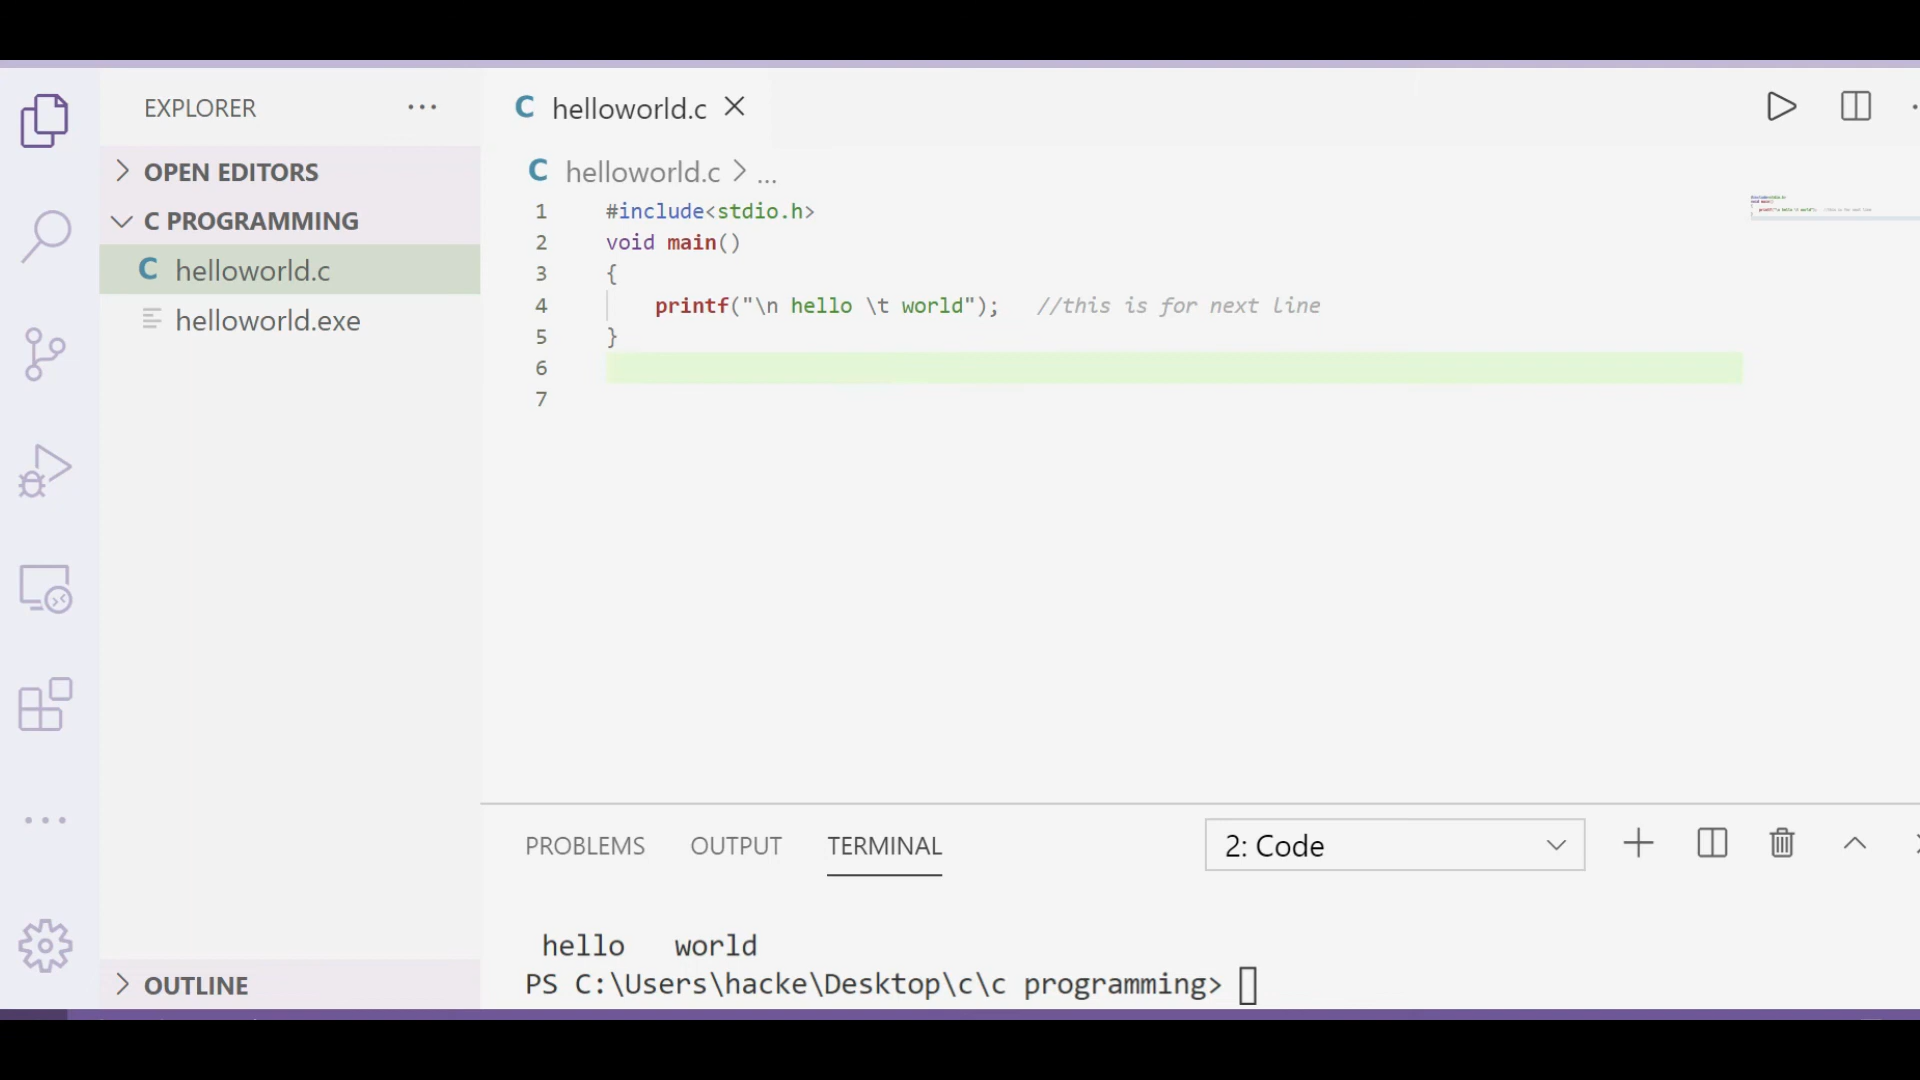 EXPLORER ...
OPEN EDITORS
C PROGRAMMING
C helloworld.c
helloworld.exe
OUTLINE
C helloworld.c
C helloworld.c > ...
1 #include<stdio.h>
2 void main()
3 {
4 printf("\n hello \t world"); //this is for next line
5 }
6
7
PROBLEMS OUTPUT TERMINAL 2: Code
hello world
PS C:\Users\hacke\Desktop\c\c programming>